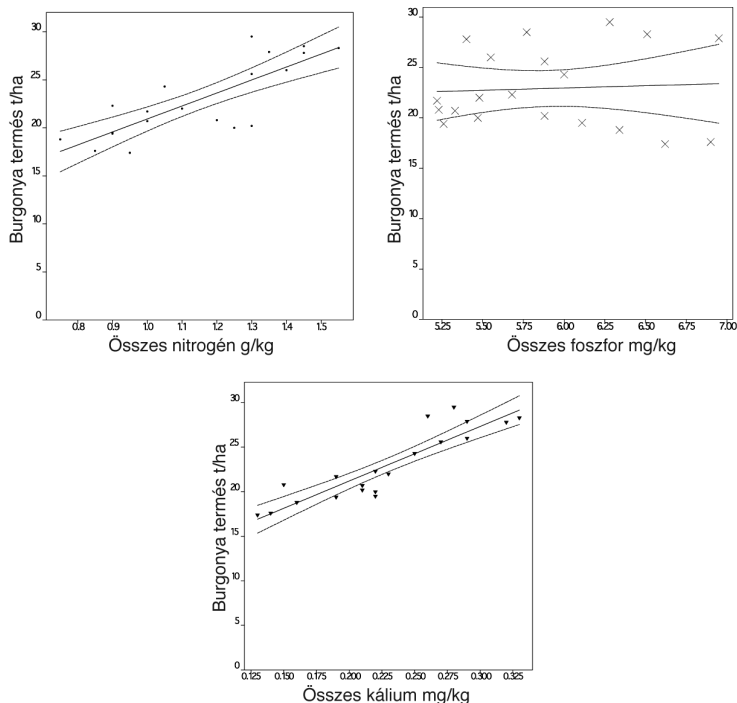 Burgonya termés t/ha
30
25
20
15
10
5
0
0.8 0.9 1.0 1.1 1.2 1.3 1.4 1.5
Összes nitrogén g/kg
Burgonya termés t/ha
30
25
20
15
10
5
0
5.25 5.50 5.75 6.00 6.25 6.50 6.75 7.00
Összes foszfor mg/kg
Burgonya termés t/ha
30
25
20
15
10
5
0
0.125 0.150 0.175 0.200 0.225 0.250 0.275 0.300 0.325
Összes kálium mg/kg